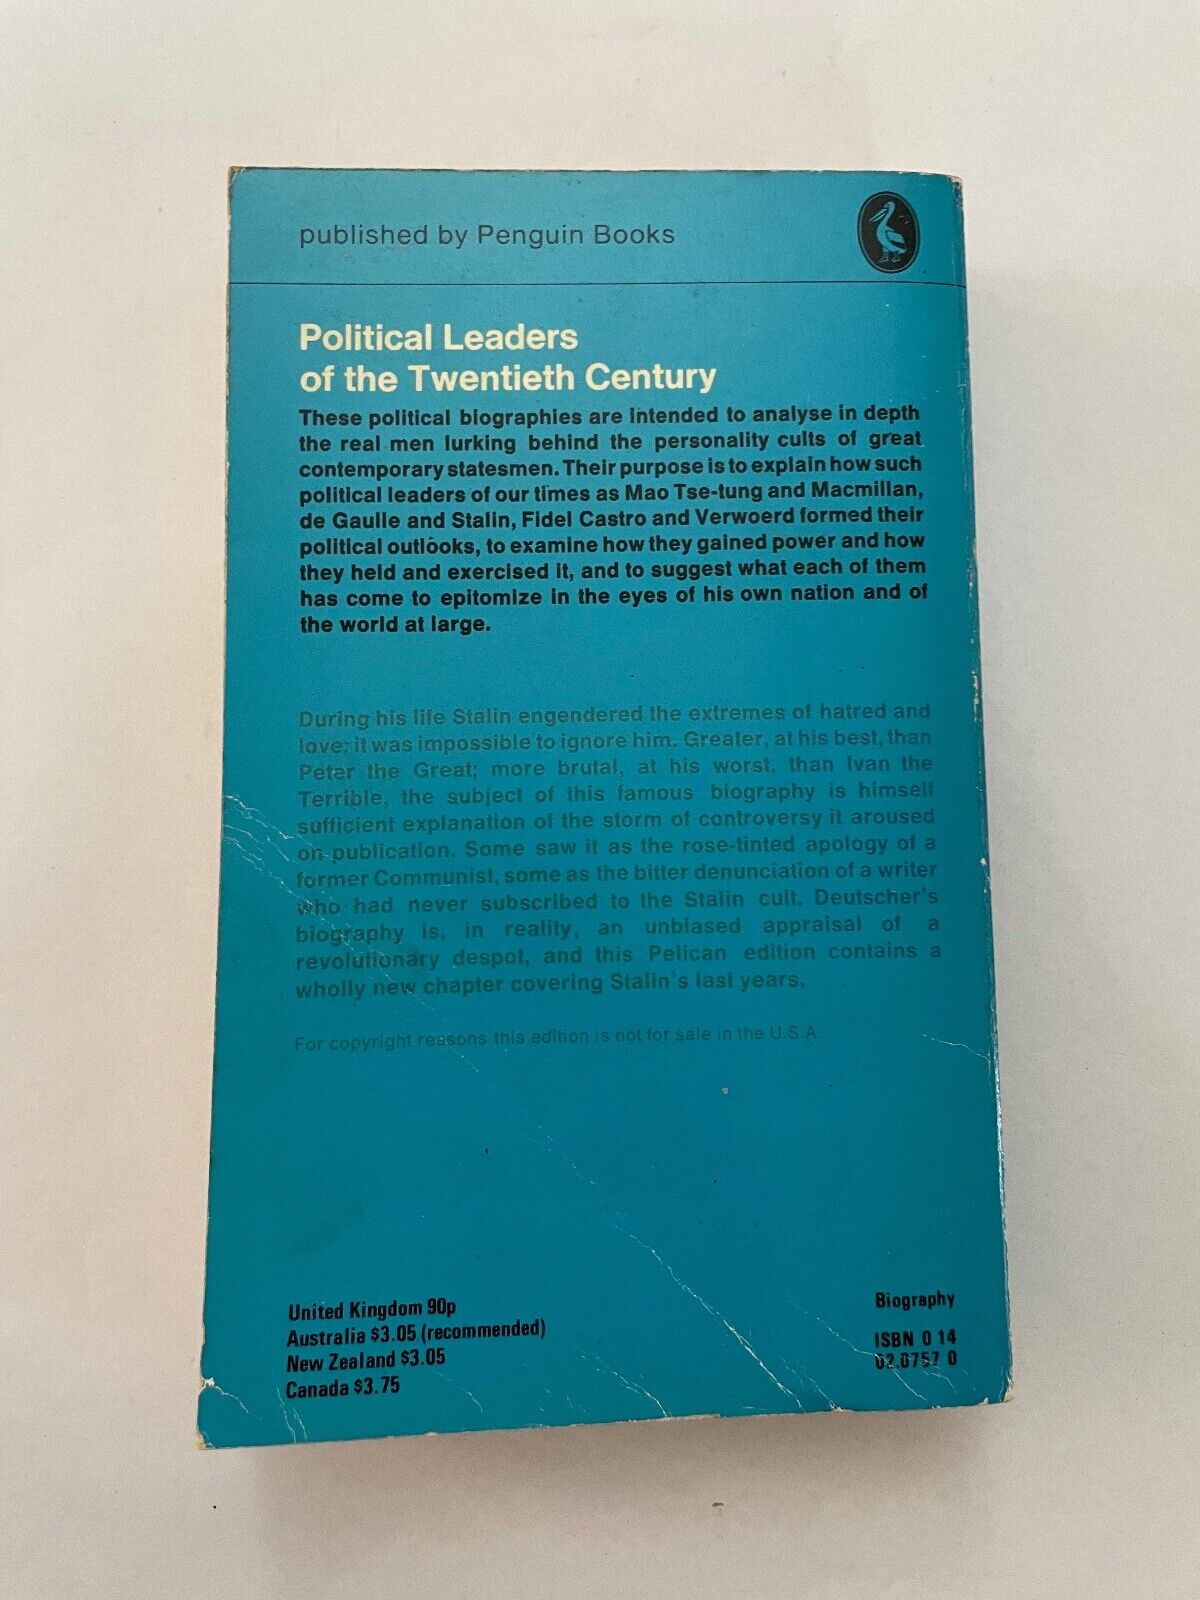 published by Penguin Books
Political Leaders
of the Twentieth Century
These political biographies are intended to analyse in depth
the real men lurking behind the personality cults of great
contemporary statesmen. Their purpose is to explain how such
political leaders of our times as Mao Tse-tung and Macmillan,
de Gaulle and Stalin, Fidel Castro and Verwoerd formed their
political outlooks, to examine how they gained power and how
they held and exercised it, and to suggest what each of them
has come to epitomize in the eyes of his own nation and of
the world at large.
During his life Stalin engendered the extremes of hatred and
love; it was impossible to ignore him. Greater, at his best, than
Peter the Great; more brutal, at his worst, than Ivan the
Terrible, the subject of this famous biography is himself
sufficient explanation of the storm of controversy it aroused
on publication. Some saw it as the rose-tinted apology of a
former Communist, some as the bitter denunciation of a writer
who had never subscribed to the Stalin cult. Deutscher's
biography is, in reality, an unbiased appraisal of a
revolutionary despot, and this Pelican edition contains a
wholly new chapter covering Stalin's last years.
For copyright reasons this edition is not for sale in the U.S.A.
United Kingdom 90p
Australia $3.05 (recommended)
New Zealand $3.05
Canada $3.75
Biography
ISBN 0 14
02.0757 0